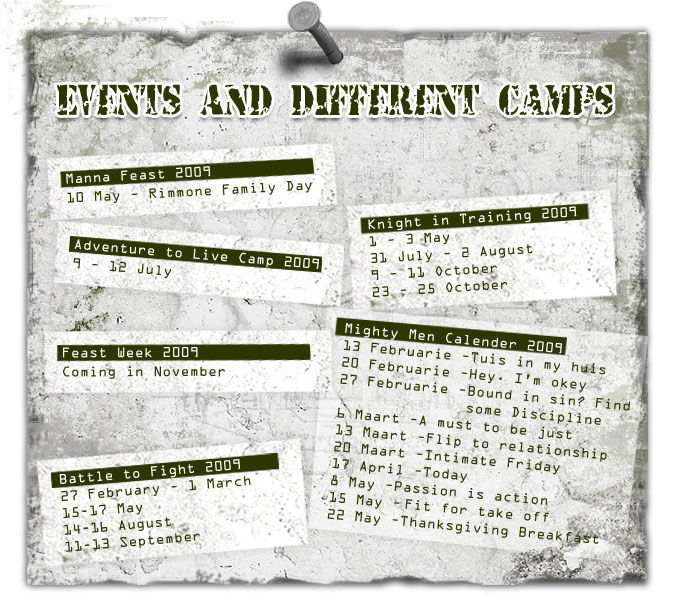 EVENTS AND DIFFERENT CAMPS
Manna Feast 2009
10 May - Rimmone Family Day
Adventure to Live Camp 2009
9 - 12 July
Feast Week 2009
Coming in November
Battle to Fight 2009
27 February - 1 March
15-17 May
14-16 August
11-13 September
Knight in Training 2009
1 - 3 May
31 July - 2 August
9 - 11 October
23 - 25 October
Mighty Men Calender 2009
13 Februarie -Tuis in my huis
20 Februarie -Hey. I'm okey
27 Februarie -Bound in sin? Find
some Discipline
6 Maart -A must to be just
13 Maart -Flip to relationship
20 Maart -Intimate Friday
17 April -Today
8 May -Passion is action
15 May -Fit for take off
22 May -Thanksgiving Breakfast